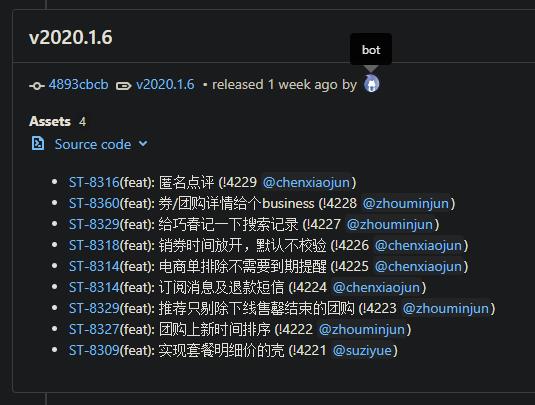 v2020.1.6
bot
4893cbcb v2020.1.6 • released 1 week ago by
Assets 4
Source code
• ST-8316(feat): 匿名点评 (!4229 @chenxiaojun)
• ST-8360(feat): 券/团购详情给个business (!4228 @zhouminjun)
• ST-8329(feat): 给巧春记一下搜索记录 (!4227 @zhouminjun)
• ST-8318(feat): 销券时间放开，默认不校验 (!4226 @chenxiaojun)
• ST-8314(feat): 电商单排除不需要到期提醒 (!4225 @chenxiaojun)
• ST-8314(feat): 订阅消息及退款短信 (!4224 @chenxiaojun)
• ST-8329(feat): 推荐只剔除下线售罄结束的团购 (!4223 @zhouminjun)
• ST-8327(feat): 团购上新时间排序 (!4222 @zhouminjun)
• ST-8309(feat): 实现套餐明细价的壳 (!4221 @suziyue)